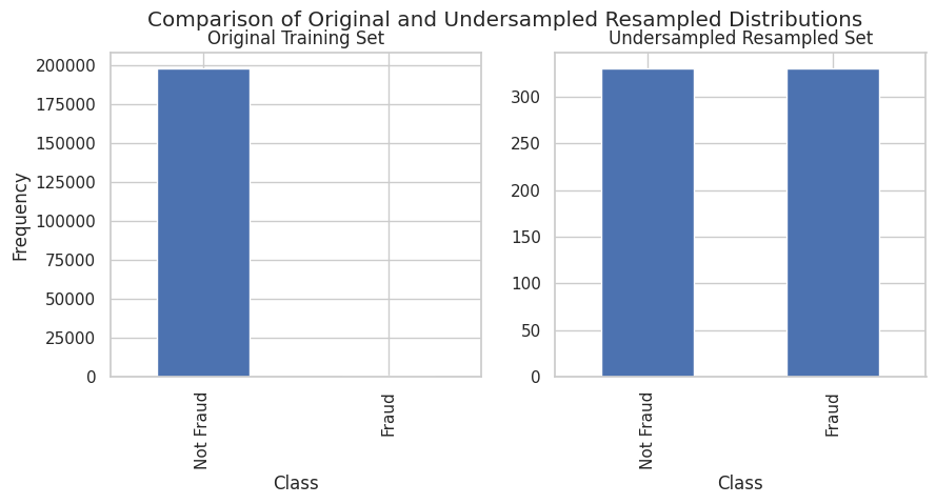 Comparison of Original and Undersampled Resampled Distributions
Original Training Set
200000
175000
150000
125000
100000
75000
50000
25000
0
Frequency
Not Fraud
Fraud
Class
Undersampled Resampled Set
300
250
200
150
100
50
0
Not Fraud
Fraud
Class